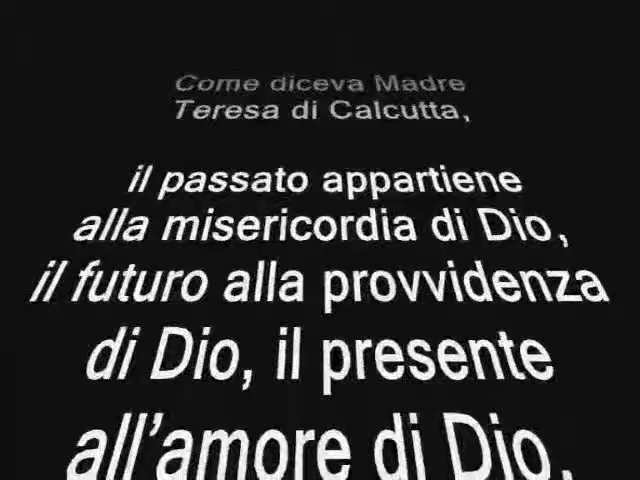 Come diceva Madre
Teresa di Calcutta,
il passato appartiene
alla misericordia di Dio,
il futuro alla provvidenza
di Dio, il presente
all'amore di Dio,